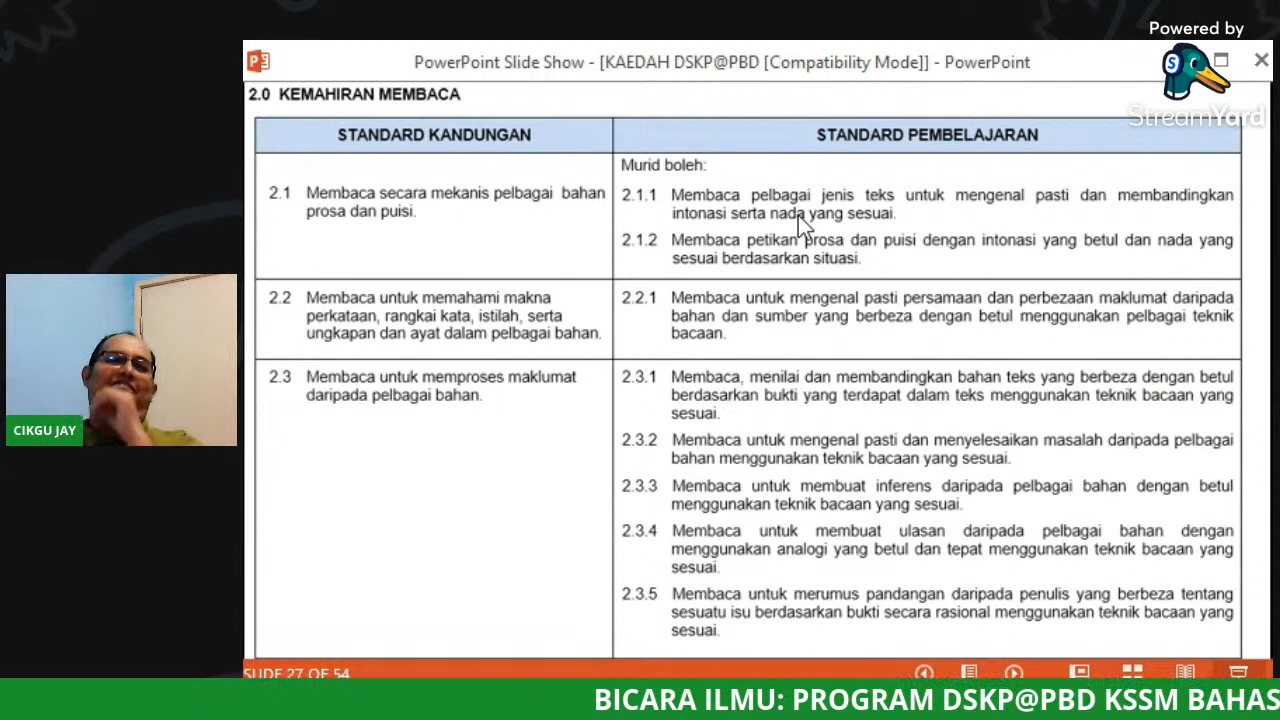 Powered by
StreamYard
PowerPoint Slide Show - [KAEDAH DSKP@PBD [Compatibility Mode]] - PowerPoint
2.0 KEMAHIRAN MEMBACA
STANDARD KANDUNGAN
STANDARD PEMBELAJARAN
2.1 Membaca secara mekanis pelbagai bahan
prosa dan puisi.
Murid boleh:
2.1.1 Membaca pelbagai jenis teks untuk mengenal pasti dan membandingkan
intonasi serta nada yang sesuai.
2.1.2 Membaca petikan prosa dan puisi dengan intonasi yang betul dan nada yang
sesuai berdasarkan situasi.
2.2 Membaca untuk memahami makna
perkataan, rangkai kata, istilah, serta
ungkapan dan ayat dalam pelbagai bahan.
2.2.1 Membaca untuk mengenal pasti persamaan dan perbezaan maklumat daripada
bahan dan sumber yang berbeza dengan betul menggunakan pelbagai teknik
bacaan.
2.3 Membaca untuk memproses maklumat
daripada pelbagai bahan.
2.3.1 Membaca, menilai dan membandingkan bahan teks yang berbeza dengan betul
berdasarkan bukti yang terdapat dalam teks menggunakan teknik bacaan yang
sesuai.
2.3.2 Membaca untuk mengenal pasti dan menyelesaikan masalah daripada pelbagai
bahan menggunakan teknik bacaan yang sesuai.
2.3.3 Membaca untuk membuat inferens daripada pelbagai bahan dengan betul
menggunakan teknik bacaan yang sesuai.
2.3.4 Membaca untuk membuat ulasan daripada pelbagai bahan dengan
menggunakan analogi yang betul dan tepat menggunakan teknik bacaan yang
sesuai.
2.3.5 Membaca untuk merumus pandangan daripada penulis yang berbeza tentang
sesuatu isu berdasarkan bukti secara rasional menggunakan teknik bacaan yang
sesuai.
CIKGU JAY
SLIDE 27 OF 54
BICARA ILMU: PROGRAM DSKP@PBD KSSM BAHAS